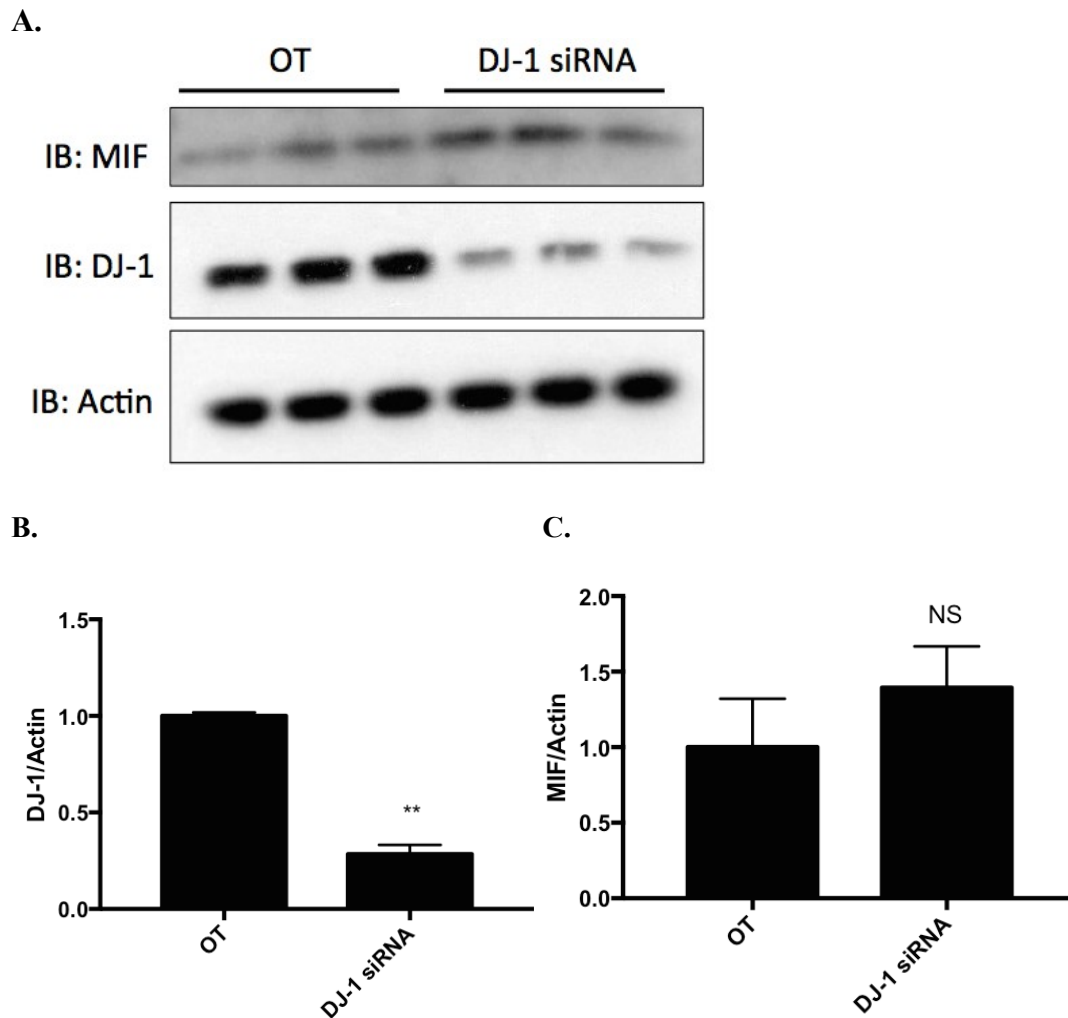 A.
OT DJ-1 siRNA
IB: MIF
IB: DJ-1
IB: Actin
B.
DJ-1/Actin
1.5
1.0
0.5
0.0
**
OT
DJ-1 siRNA
C.
MIF/Actin
2.0
1.5
1.0
0.5
0.0
NS
OT
DJ-1 siRNA